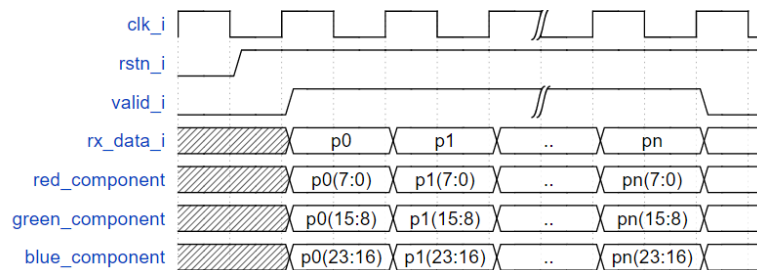 clk_i
rstn_i
valid_i
rx_data_i p0 p1 .. pn
red_component p0(7:0) p1(7:0) .. pn(7:0)
green_component p0(15:8) p1(15:8) .. pn(15:8)
blue_component p0(23:16) p1(23:16) .. pn(23:16)